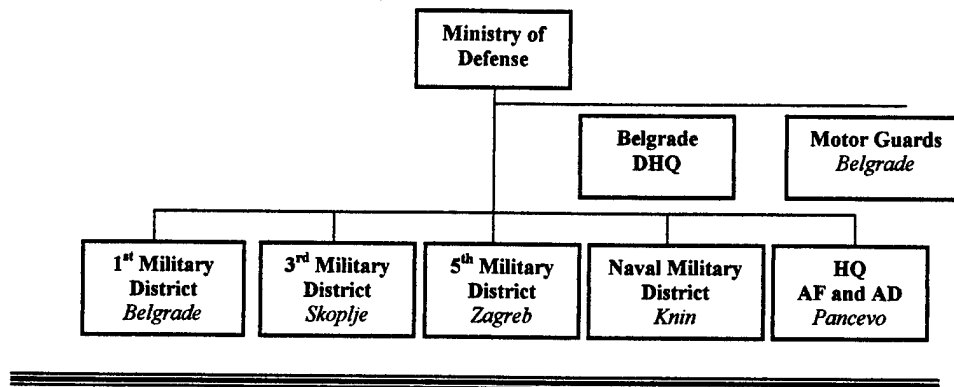 Ministry of
Defense
Belgrade
DHQ
Motor Guards
Belgrade
1st Military
District
Belgrade
3rd Military
District
Skoplje
5th Military
District
Zagreb
Naval Military
District
Knin
HQ
AF and AD
Pancevo